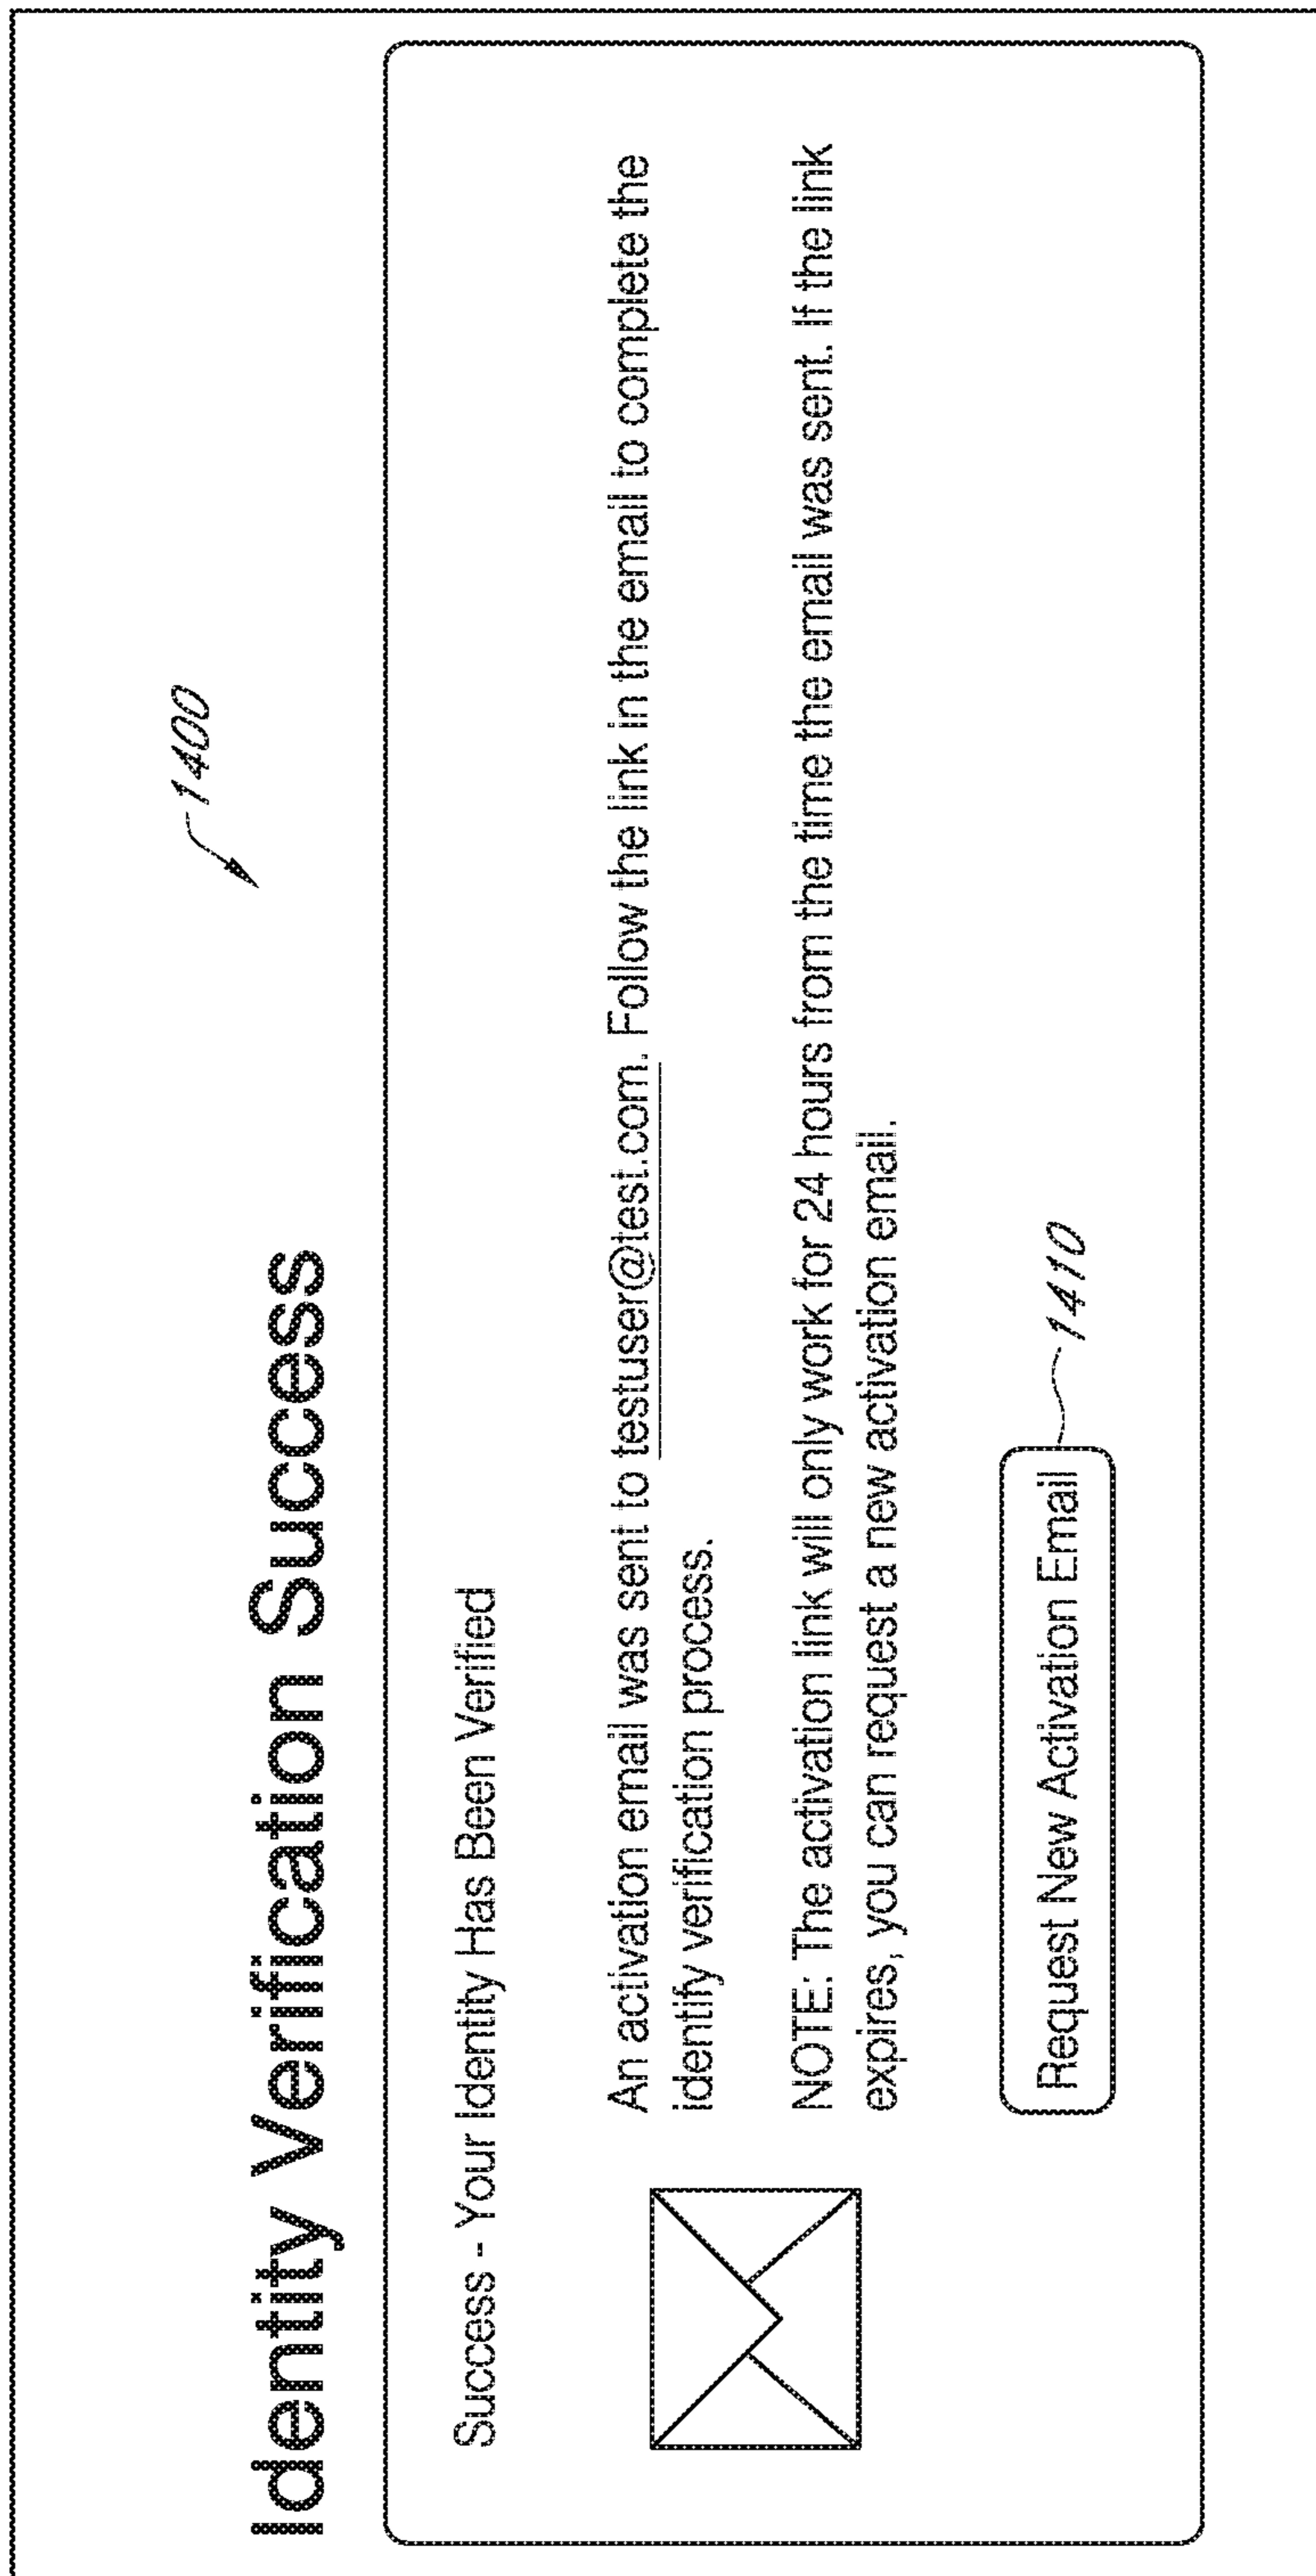 1400
Identity Verification Success
Success - Your Identity Has Been Verified
An activation email was sent to testuser@test.com. Follow the link in the email to complete the
identify verification process.
NOTE: The activation link will only work for 24 hours from the time the email was sent. If the link
expires, you can request a new activation email.
Request New Activation Email
1410